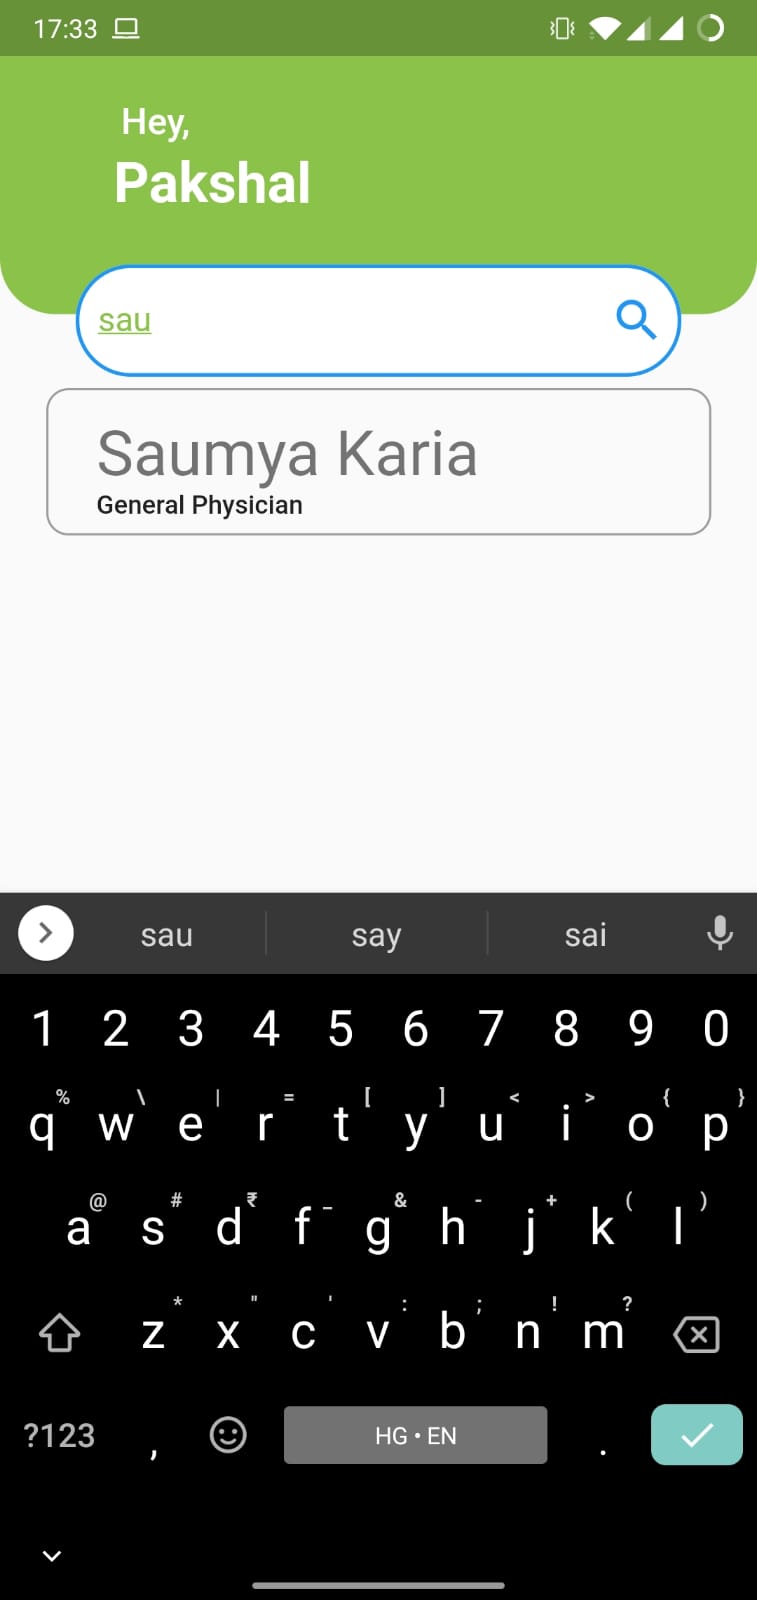 17:33
Hey,
Pakshal
sau
Saumya Karia
General Physician
sau say sai
1 2 3 4 5 6 7 8 9 0
% \ | = [ ] < > { }
q w e r t y u i o p
@ # ₹ _ & - + ( )
a s d f g h j k l
* " ' : ; ! ?
z x c v b n m
?123 , HG • EN .